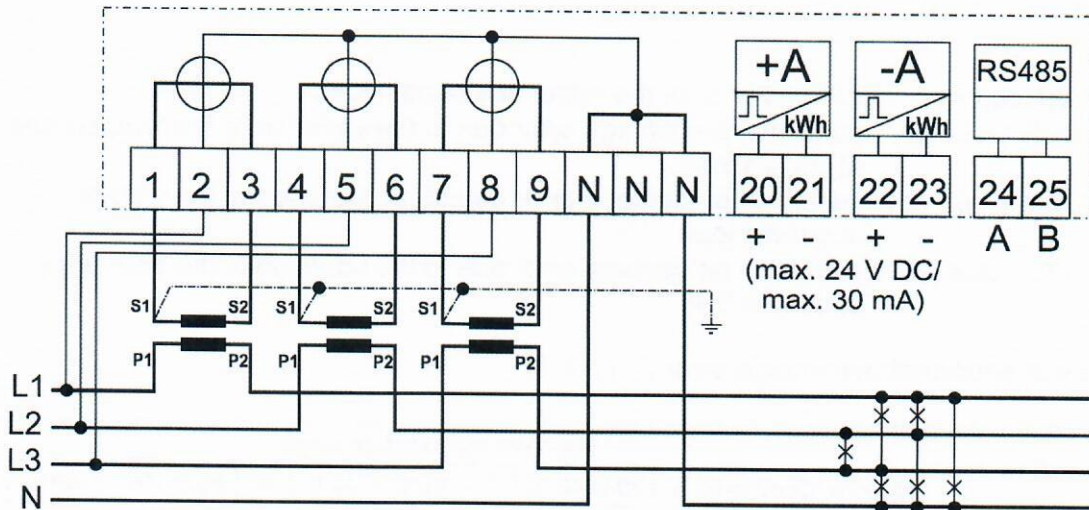 +A -A RS485
kWh kWh
1 2 3 4 5 6 7 8 9 N N N 20 21 22 23 24 25
+ - + - A B
(max. 24 V DC/
max. 30 mA)
S1 S2 S1 S2 S1 S2
P1 P2 P1 P2 P1 P2
L1
L2
L3
N